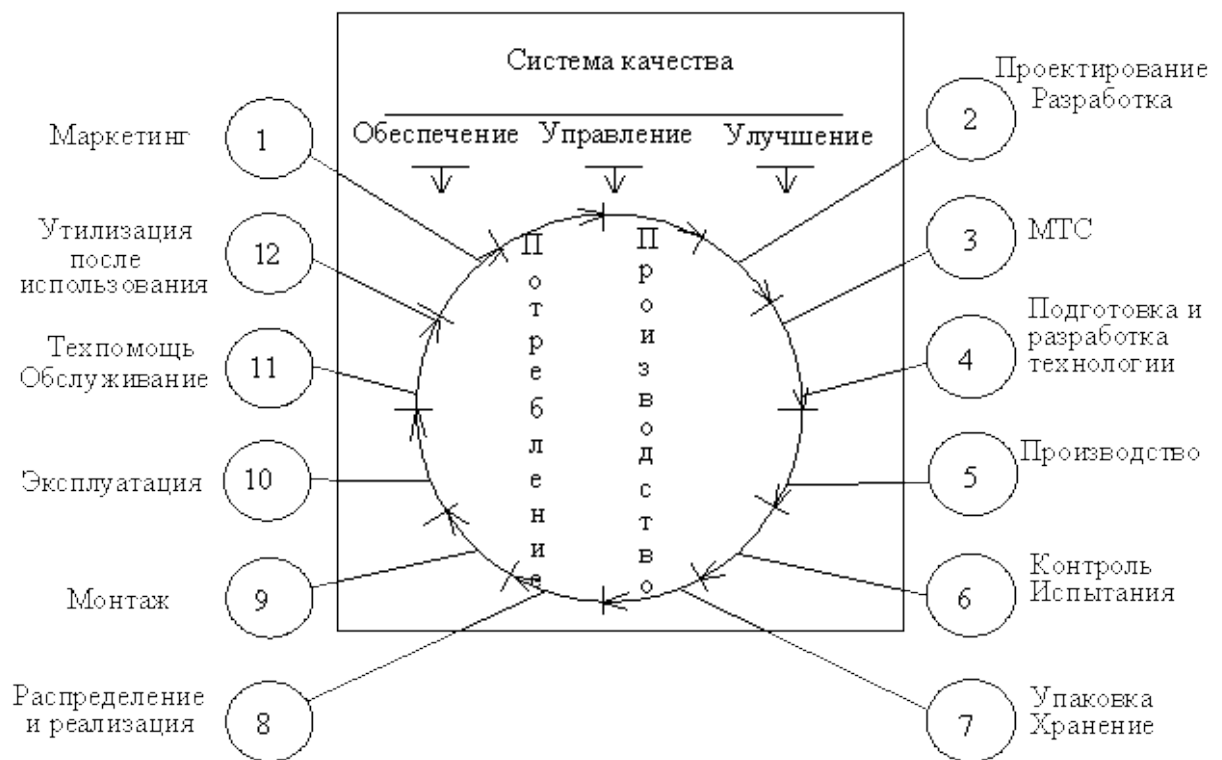 Система качества
Обеспечение Управление Улучшение
1
Маркетинг
2
Проектирование
Разработка
3
МТС
4
Подготовка и
разработка
технологии
5
Производство
6
Контроль
Испытания
7
Упаковка
Хранение
8
Распределение
и реализация
9
Монтаж
10
Эксплуатация
11
Техпомощь
Обслуживание
12
Утилизация
после
использования
Потребление
Производство